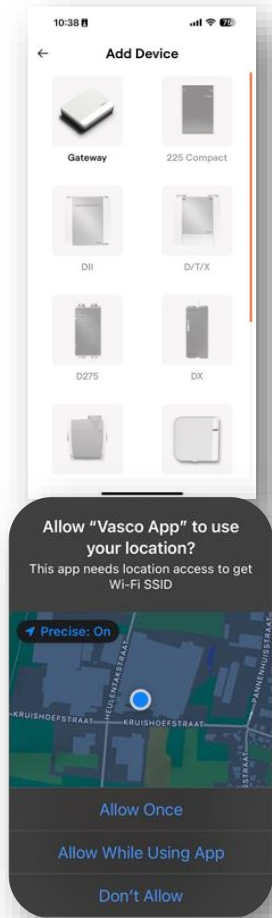 10:38
75
Add Device
Gateway
225 Compact
DII
D/T/X
D275
DX
Allow “Vasco App” to use
your location?
This app needs location access to get
Wi-Fi SSID
Precise: On
KRUISHOEFSTRAAT
HEULENTAKSTRAAT
KRUISHOEFSTRAAT
PANNENHUISSTRAAT
Allow Once
Allow While Using App
Don’t Allow